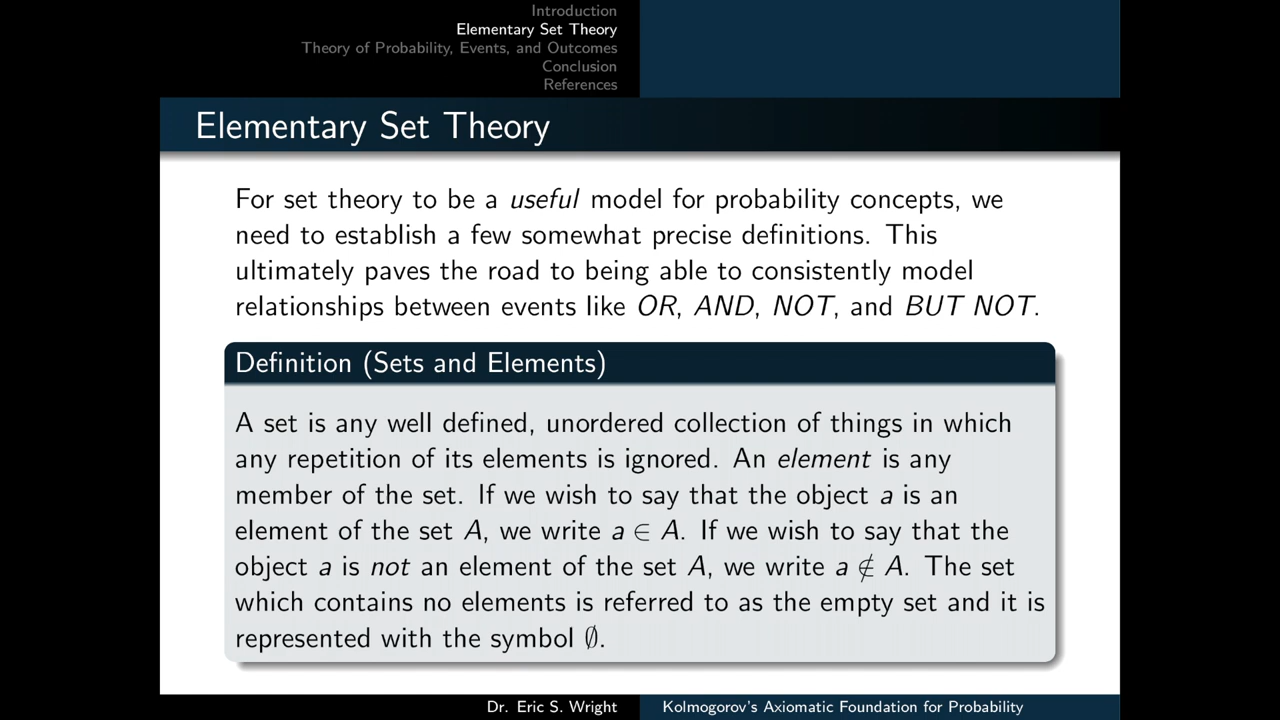 Introduction
Elementary Set Theory
Theory of Probability, Events, and Outcomes
Conclusion
References
Elementary Set Theory
For set theory to be a useful model for probability concepts, we
need to establish a few somewhat precise definitions. This
ultimately paves the road to being able to consistently model
relationships between events like OR, AND, NOT, and BUT NOT.
Definition (Sets and Elements)
A set is any well defined, unordered collection of things in which
any repetition of its elements is ignored. An element is any
member of the set. If we wish to say that the object a is an
element of the set A, we write a ∈ A. If we wish to say that the
object a is not an element of the set A, we write a ∉ A. The set
which contains no elements is referred to as the empty set and it is
represented with the symbol ∅.
Dr. Eric S. Wright
Kolmogorov's Axiomatic Foundation for Probability